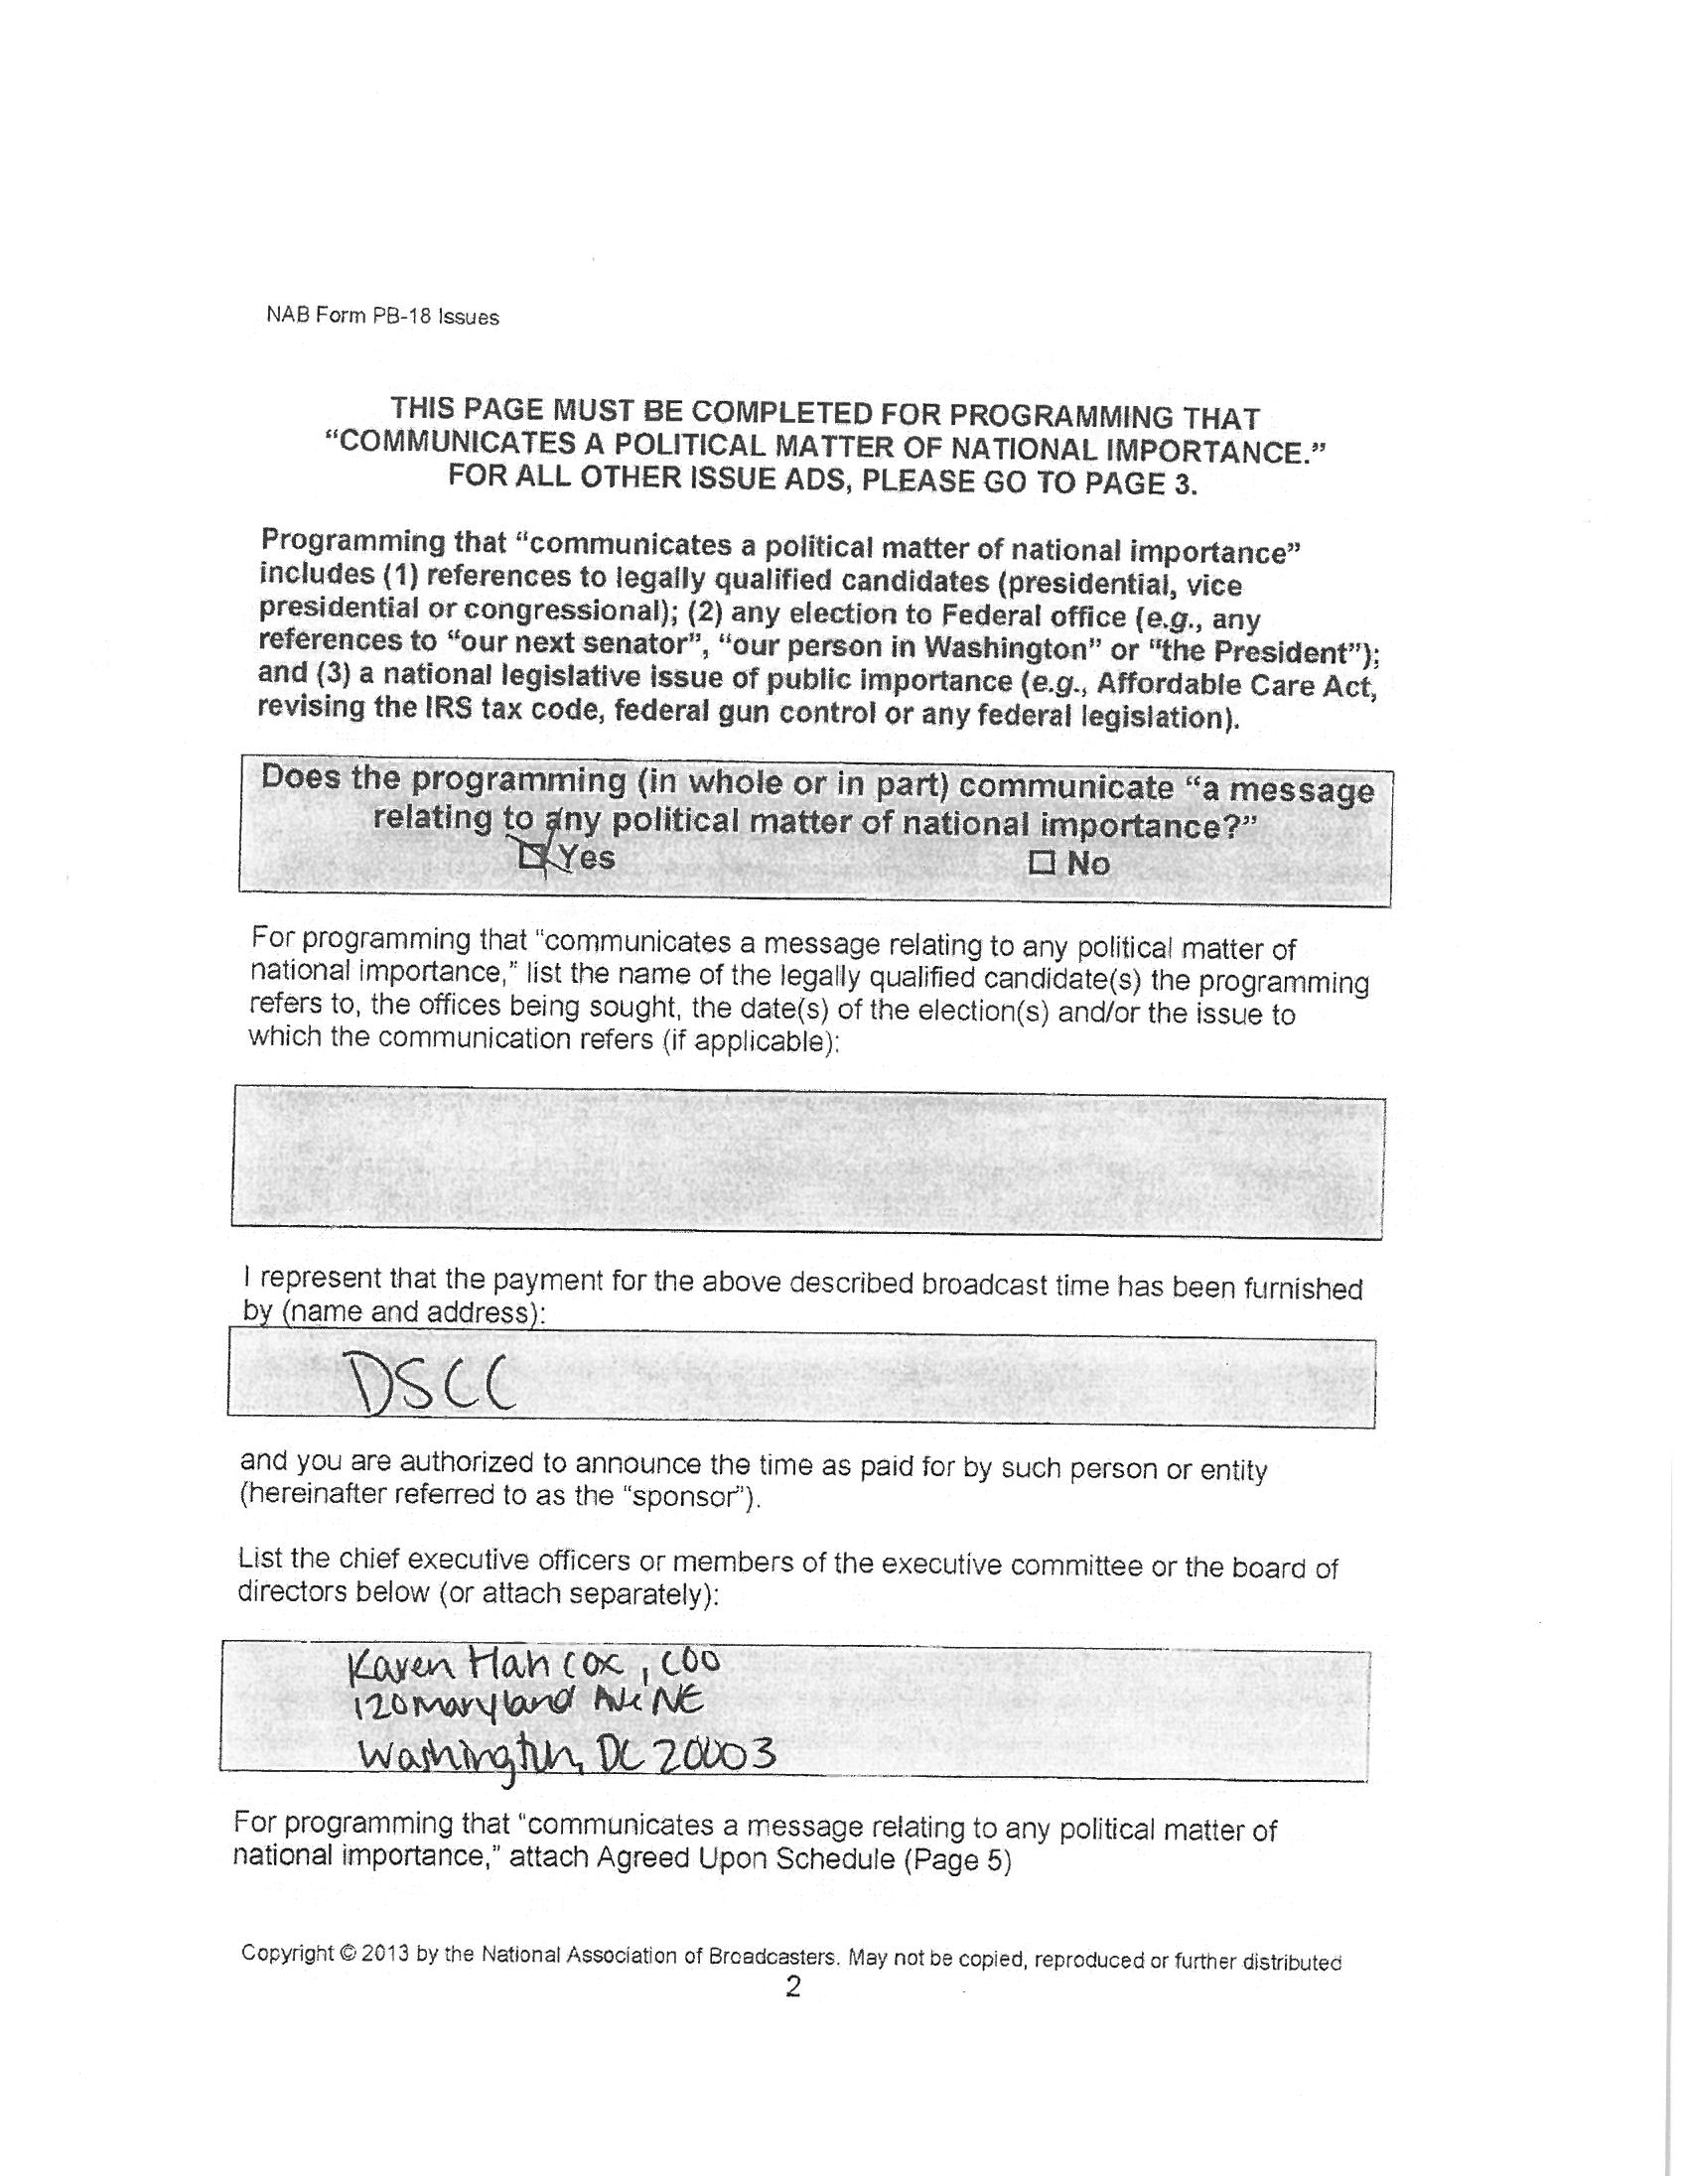 NAB Form PB-18 Issues
THIS PAGE MUST BE COMPLETED FOR PROGRAMMING THAT
“COMMUNICATES A POLITICAL MATTER OF NATIONAL IMPORTANCE.”
FOR ALL OTHER ISSUE ADS, PLEASE GO TO PAGE 3.
Programming that “communicates a political matter of national importance”
includes (1) references to legally qualified candidates (presidential, vice
presidential or congressional); (2) any election to Federal office (e.g., any
references to “our next senator”, “our person in Washington” or “the President”);
and (3) a national legislative issue of public importance (e.g., Affordable Care Act,
revising the IRS tax code, federal gun control or any federal legislation).
Does the programming (in whole or in part) communicate “a message
relating to any political matter of national importance?”
☒ Yes ☐ No
For programming that “communicates a message relating to any political matter of
national importance,” list the name of the legally qualified candidate(s) the programming
refers to, the offices being sought, the date(s) of the election(s) and/or the issue to
which the communication refers (if applicable):
I represent that the payment for the above described broadcast time has been furnished
by (name and address):
DSCC
and you are authorized to announce the time as paid for by such person or entity
(hereinafter referred to as the “sponsor”).
List the chief executive officers or members of the executive committee or the board of
directors below (or attach separately):
Karen Hancox, COO
120 Maryland Ave NE
Washington, DC 20003
For programming that “communicates a message relating to any political matter of
national importance,” attach Agreed Upon Schedule (Page 5)
Copyright © 2013 by the National Association of Broadcasters. May not be copied, reproduced or further distributed
2